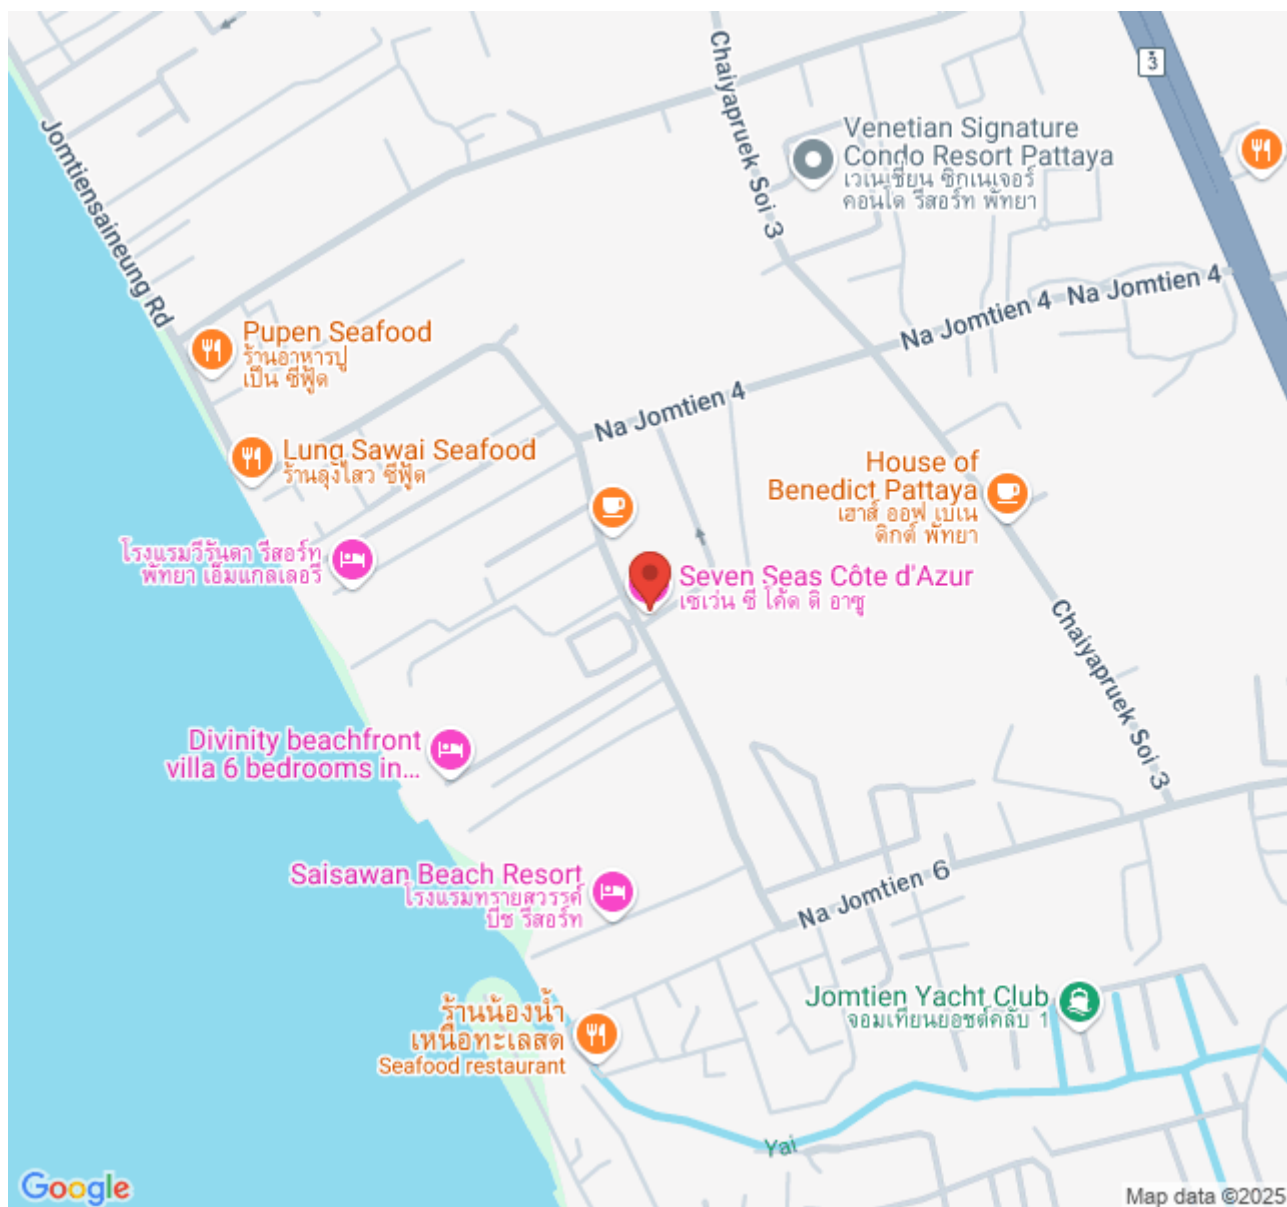 Jomtiensaineung Rd
Chaiyapruek Soi 3
3
Venetian Signature
Condo Resort Pattaya
เวเนเชี่ยน ซิกเนเจอร์
คอนโด รีสอร์ท พัทยา
Na Jomtien 4
Na Jomtien 4
Pupen Seafood
ร้านอาหารปู
เป็น ซีฟู้ด
Na Jomtien 4
Lung Sawai Seafood
ร้านลุงไสว ซีฟู้ด
House of
Benedict Pattaya
เฮาส์ ออฟ เบเน
ดิกต์ พัทยา
โรงแรมวีรันดา รีสอร์ท
พัทยา เอ็มแกลเลอรี
Seven Seas Côte d'Azur
เซเว่น ซี โค้ด ดิ อาซู
Chaiyapruek Soi 3
Divinity beachfront
villa 6 bedrooms in...
Saisawan Beach Resort
โรงแรมทรายสวรรค์
บีช รีสอร์ท
Na Jomtien 6
Jomtien Yacht Club
จอมเทียนยอชต์คลับ 1
ร้านน้องน้ำ
เหนือทะเลสด
Seafood restaurant
Yai
Google
Map data ©2025